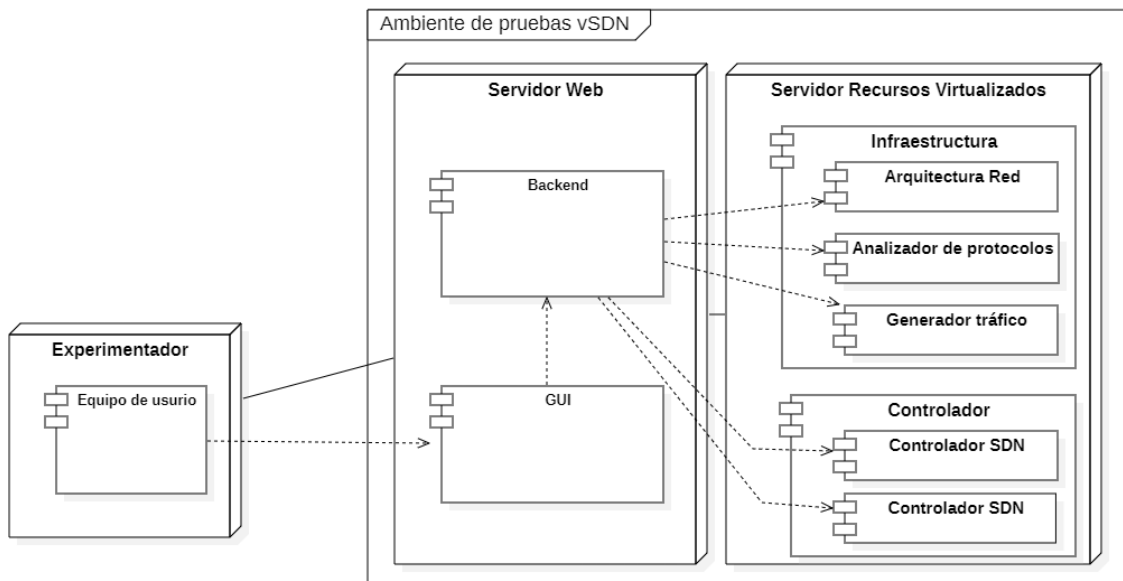 Ambiente de pruebas vSDN
Servidor Web
Servidor Recursos Virtualizados
Infraestructura
Arquitectura Red
Backend
Analizador de protocolos
Generador tráfico
Experimentador
Equipo de usurio
GUI
Controlador
Controlador SDN
Controlador SDN